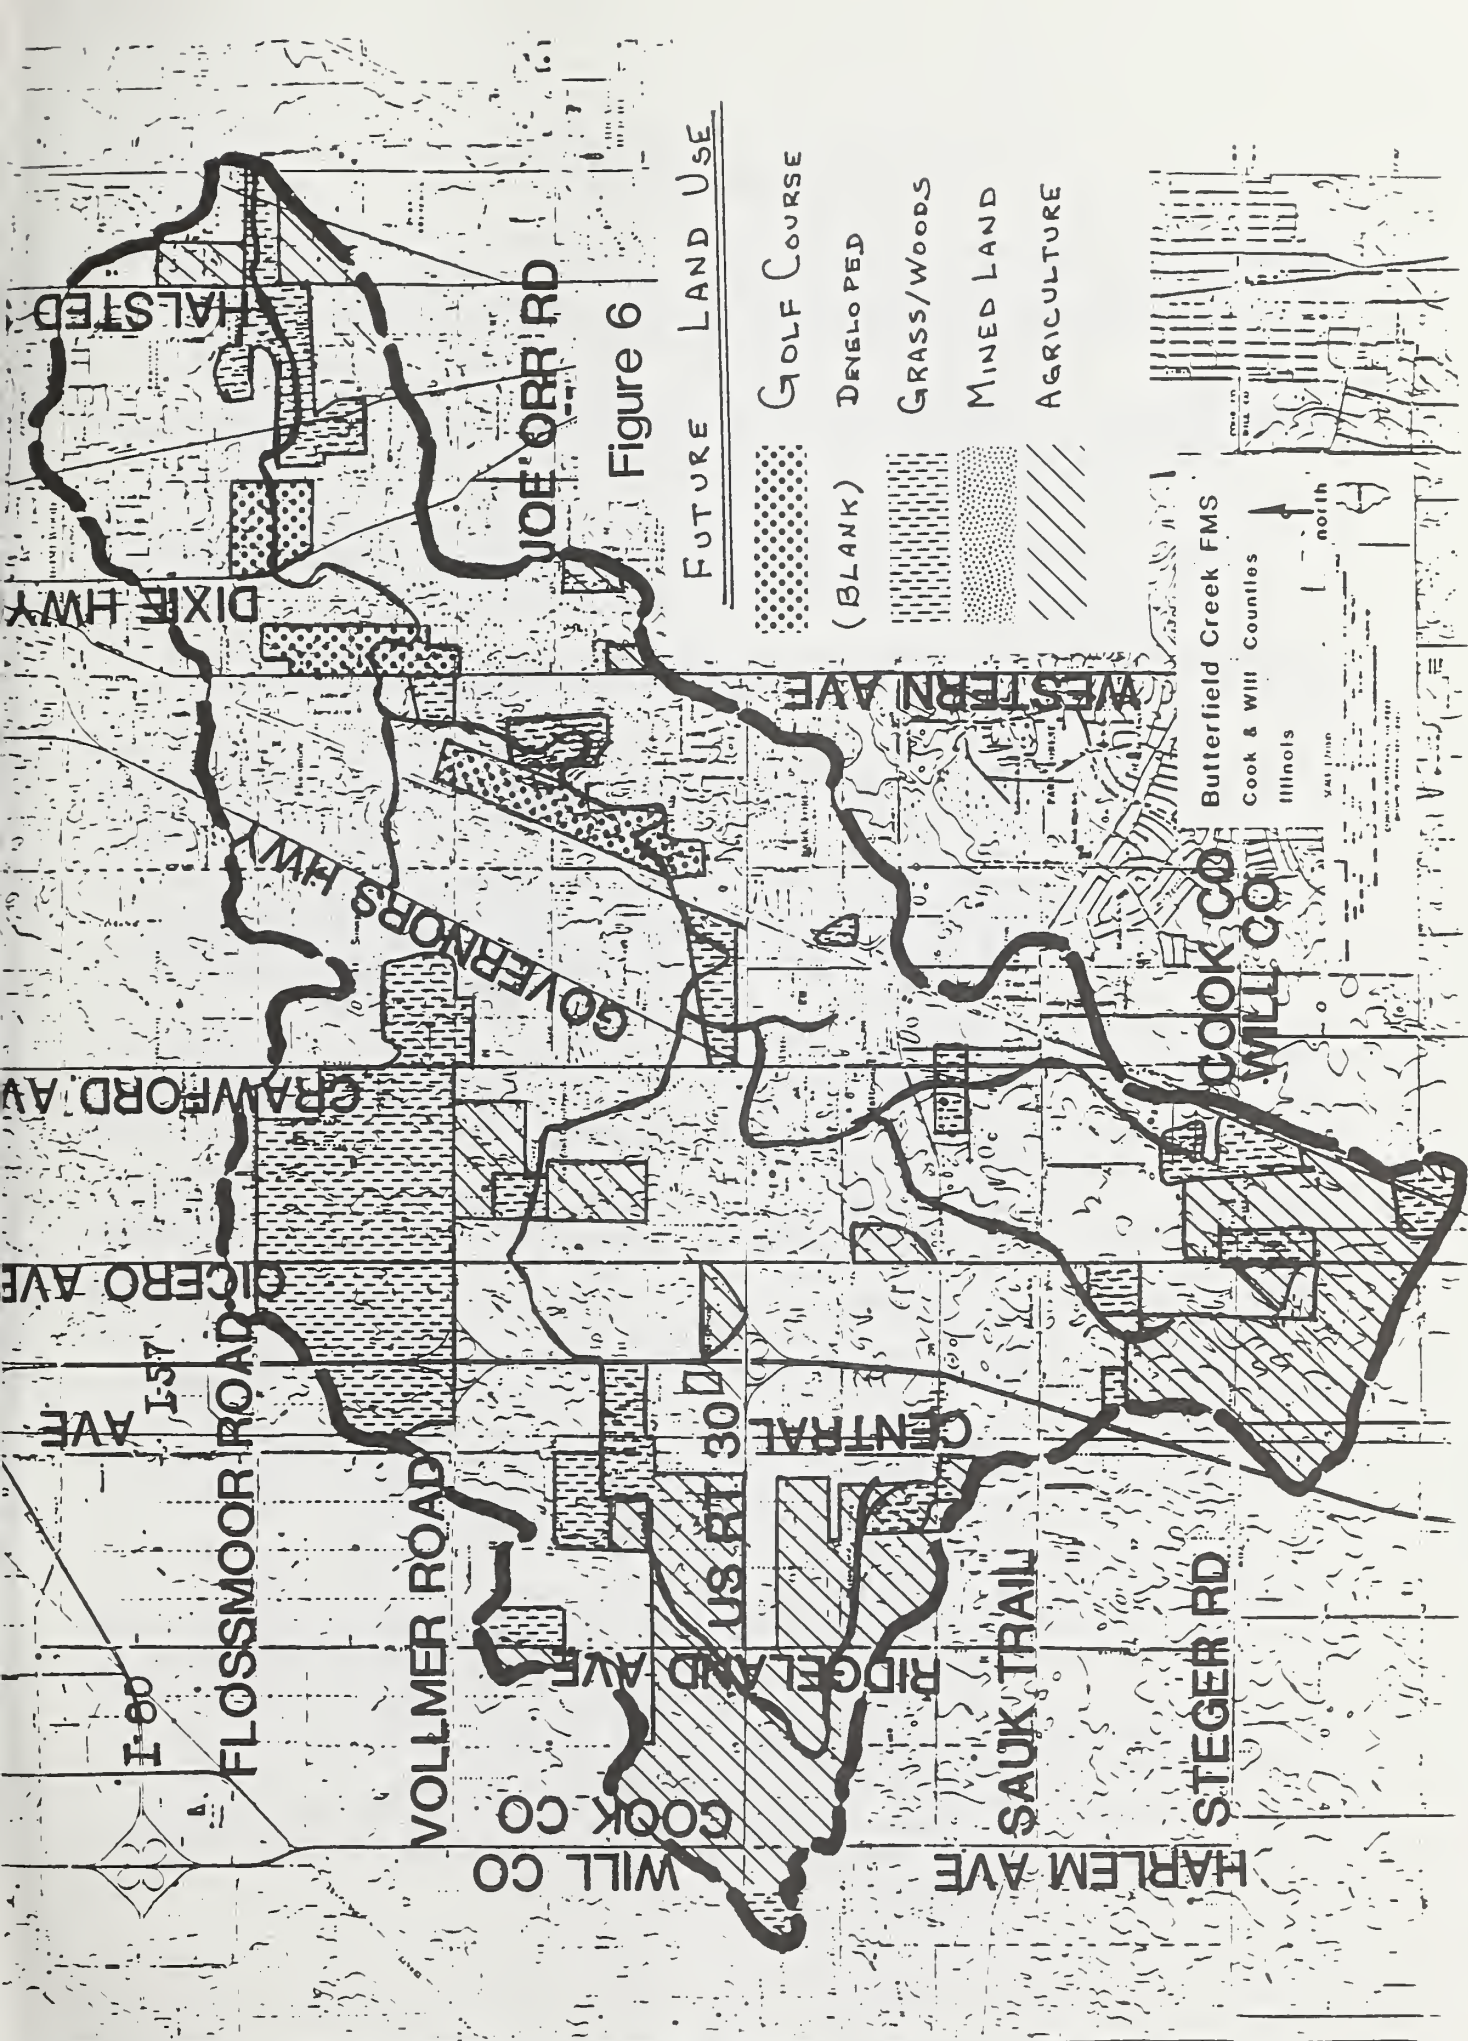 HALSTED
JOE ORR RD
DIXIE HWY
WESTERN AVE
GOVERNORS HWY
CRAWFORD AV
CICERO AVE
I-57
AVE
CENTRAL
I-80
FLOSSMOOR ROAD
VOLLMER ROAD
US RT 30
RIDGELAND AVE
SAUK TRAIL
STEGER RD
COOK CO
WILL CO
HARLEM AVE
COOK CO
WILL CO
Figure 6
FUTURE LAND USE
GOLF COURSE
(BLANK) DEVELOPED
GRASS/WOODS
MINED LAND
AGRICULTURE
Butterfield Creek FMS
Cook & Will Counties
Illinois
north